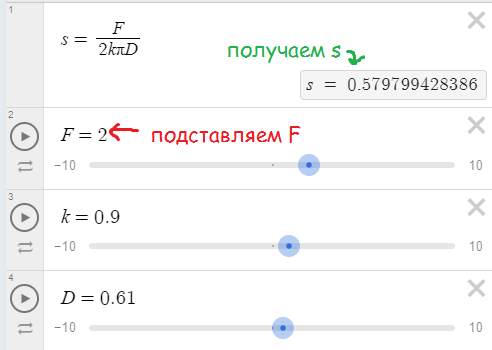 1
s = F / 2kπD
получаем s
s = 0.579799428386
2
F = 2
подставляем F
-10 10
3
k = 0.9
-10 10
4
D = 0.61
-10 10